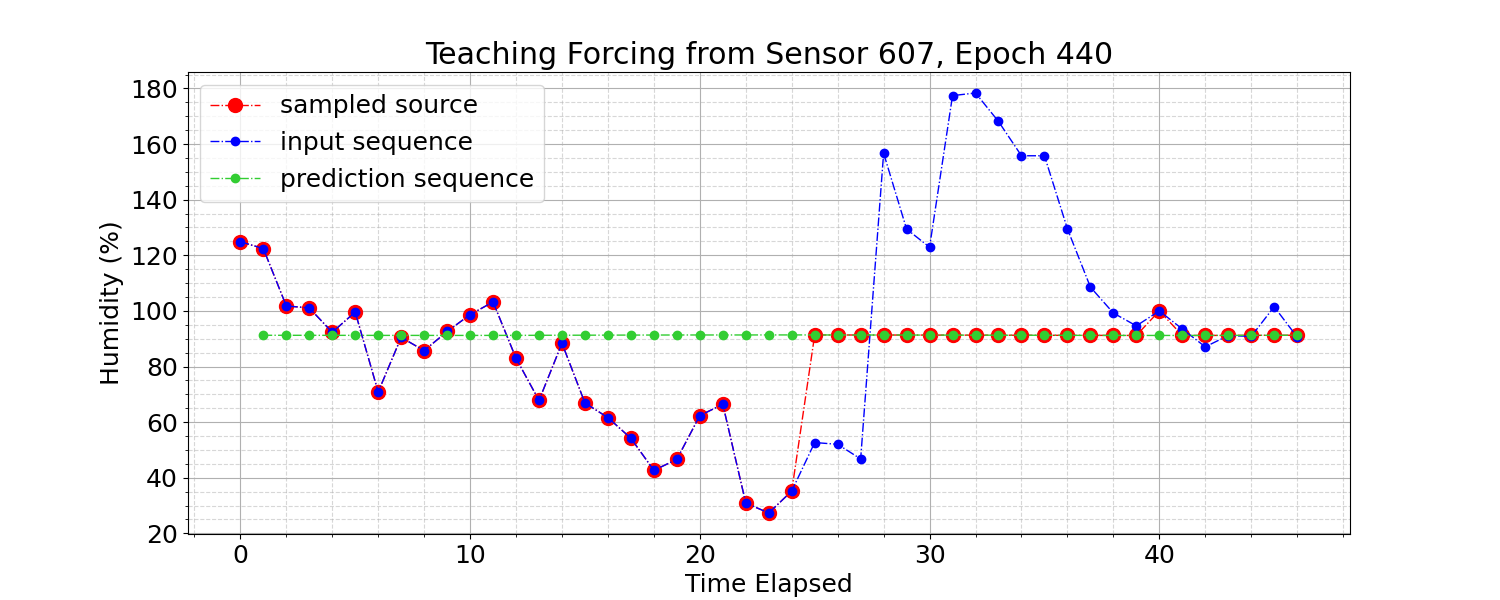 Teaching Forcing from Sensor 607, Epoch 440
180
160
140
120
100
80
60
40
20
Humidity (%)
sampled source
input sequence
prediction sequence
0 10 20 30 40
Time Elapsed